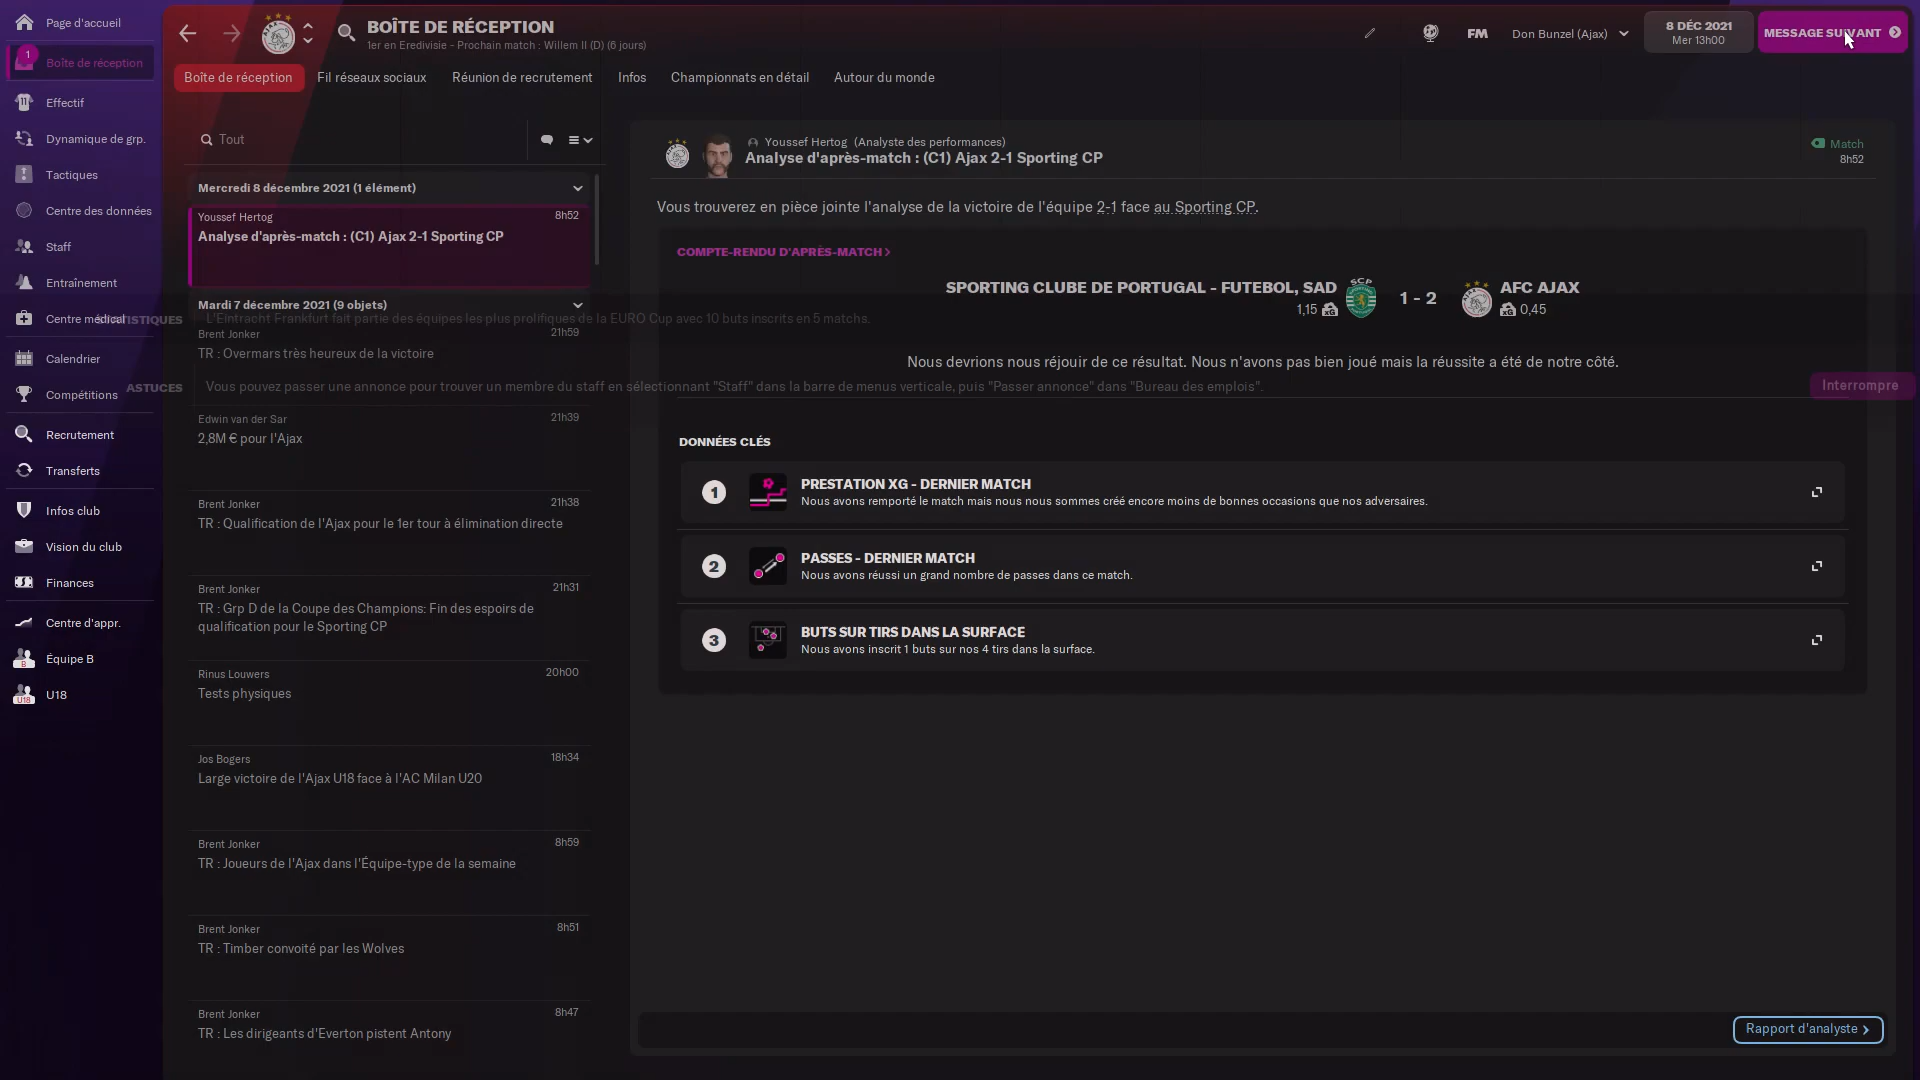 Page d'accueil
1
Boîte de réception
Effectif
Dynamique de grp.
Tactiques
Centre des données
Staff
Entraînement
Centre médical
Calendrier
Compétitions
Recrutement
Transferts
Infos club
Vision du club
Finances
Centre d'appr.
B
Équipe B
U18
U18
BOÎTE DE RÉCEPTION
1er en Eredivisie - Prochain match : Willem II (D) (6 jours)
FM
Don Bunzel (Ajax)
8 DÉC 2021
Mer 13h00
MESSAGE SUIVANT
Boîte de réception
Fil réseaux sociaux
Réunion de recrutement
Infos
Championnats en détail
Autour du monde
Tout
Mercredi 8 décembre 2021 (1 élément)
Youssef Hertog
8h52
Analyse d'après-match : (C1) Ajax 2-1 Sporting CP
Mardi 7 décembre 2021 (9 objets)
STATISTIQUES
L'Eintracht Frankfurt fait partie des équipes les plus prolifiques de la EURO Cup avec 10 buts inscrits en 5 matchs.
Brent Jonker
21h59
TR : Overmars très heureux de la victoire
ASTUCES
Vous pouvez passer une annonce pour trouver un membre du staff en sélectionnant "Staff" dans la barre de menus verticale, puis "Passer annonce" dans "Bureau des emplois".
Interrompre
Edwin van der Sar
21h39
2,8M € pour l'Ajax
Brent Jonker
21h38
TR : Qualification de l'Ajax pour le 1er tour à élimination directe
Brent Jonker
21h31
TR : Grp D de la Coupe des Champions: Fin des espoirs de
qualification pour le Sporting CP
Rinus Louwers
20h00
Tests physiques
Jos Bogers
18h34
Large victoire de l'Ajax U18 face à l'AC Milan U20
Brent Jonker
8h59
TR : Joueurs de l'Ajax dans l'Équipe-type de la semaine
Brent Jonker
8h51
TR : Timber convoité par les Wolves
Brent Jonker
8h47
TR : Les dirigeants d'Everton pistent Antony
Youssef Hertog (Analyste des performances)
Analyse d'après-match : (C1) Ajax 2-1 Sporting CP
Match
8h52
Vous trouverez en pièce jointe l'analyse de la victoire de l'équipe 2-1 face au Sporting CP.
COMPTE-RENDU D'APRÈS-MATCH >
SPORTING CLUBE DE PORTUGAL - FUTEBOL, SAD
1,15 xG
SCP
1 - 2
AFC AJAX
xG 0,45
Nous devrions nous réjouir de ce résultat. Nous n'avons pas bien joué mais la réussite a été de notre côté.
DONNÉES CLÉS
1
PRESTATION XG - DERNIER MATCH
Nous avons remporté le match mais nous nous sommes créé encore moins de bonnes occasions que nos adversaires.
2
PASSES - DERNIER MATCH
Nous avons réussi un grand nombre de passes dans ce match.
3
BUTS SUR TIRS DANS LA SURFACE
Nous avons inscrit 1 buts sur nos 4 tirs dans la surface.
Rapport d'analyste >